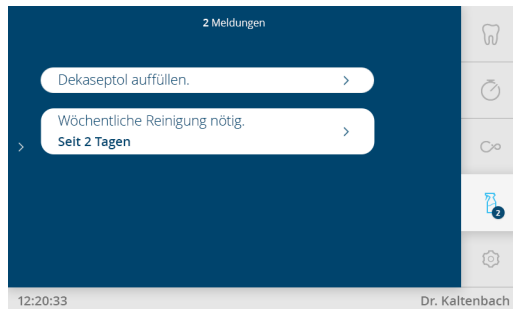 2 Meldungen
Dekaseptol auffüllen.
Wöchentliche Reinigung nötig.
Seit 2 Tagen
2
12:20:33 Dr. Kaltenbach